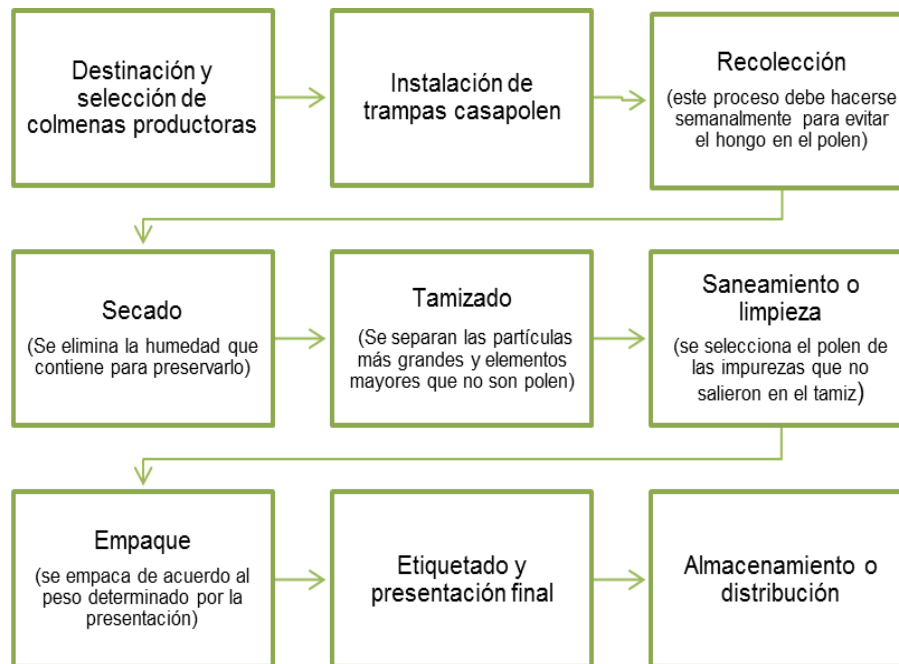 Destinación y
selección de
colmenas productoras
Instalación de
trampas casapolen
Recolección
(este proceso debe hacerse
semanalmente para evitar
el hongo en el polen)
Secado
(Se elimina la humedad que
contiene para preservarlo)
Tamizado
(Se separan las partículas
más grandes y elementos
mayores que no son polen)
Saneamiento o
limpieza
(se selecciona el polen de
las impurezas que no
salieron en el tamiz)
Empaque
(se empaca de acuerdo al
peso determinado por la
presentación)
Etiquetado y
presentación final
Almacenamiento o
distribución